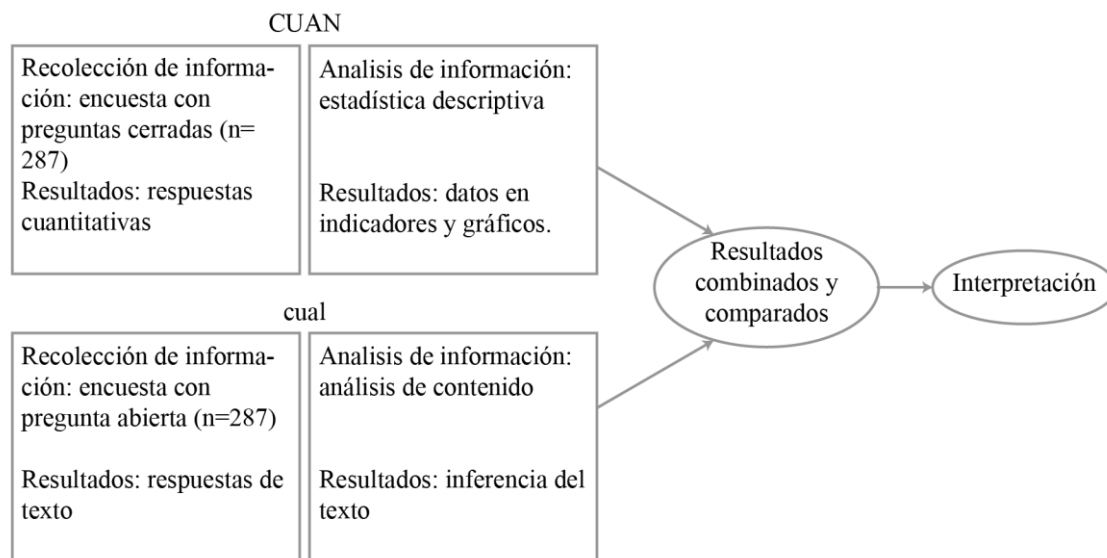 CUAN
Recolección de informa-
ción: encuesta con
preguntas cerradas (n=
287)
Resultados: respuestas
cuantitativas
Analisis de información:
estadística descriptiva
Resultados: datos en
indicadores y gráficos.
cual
Recolección de informa-
ción: encuesta con
pregunta abierta (n=287)
Resultados: respuestas de
texto
Analisis de información:
análisis de contenido
Resultados: inferencia del
texto
Resultados
combinados y
comparados
Interpretación